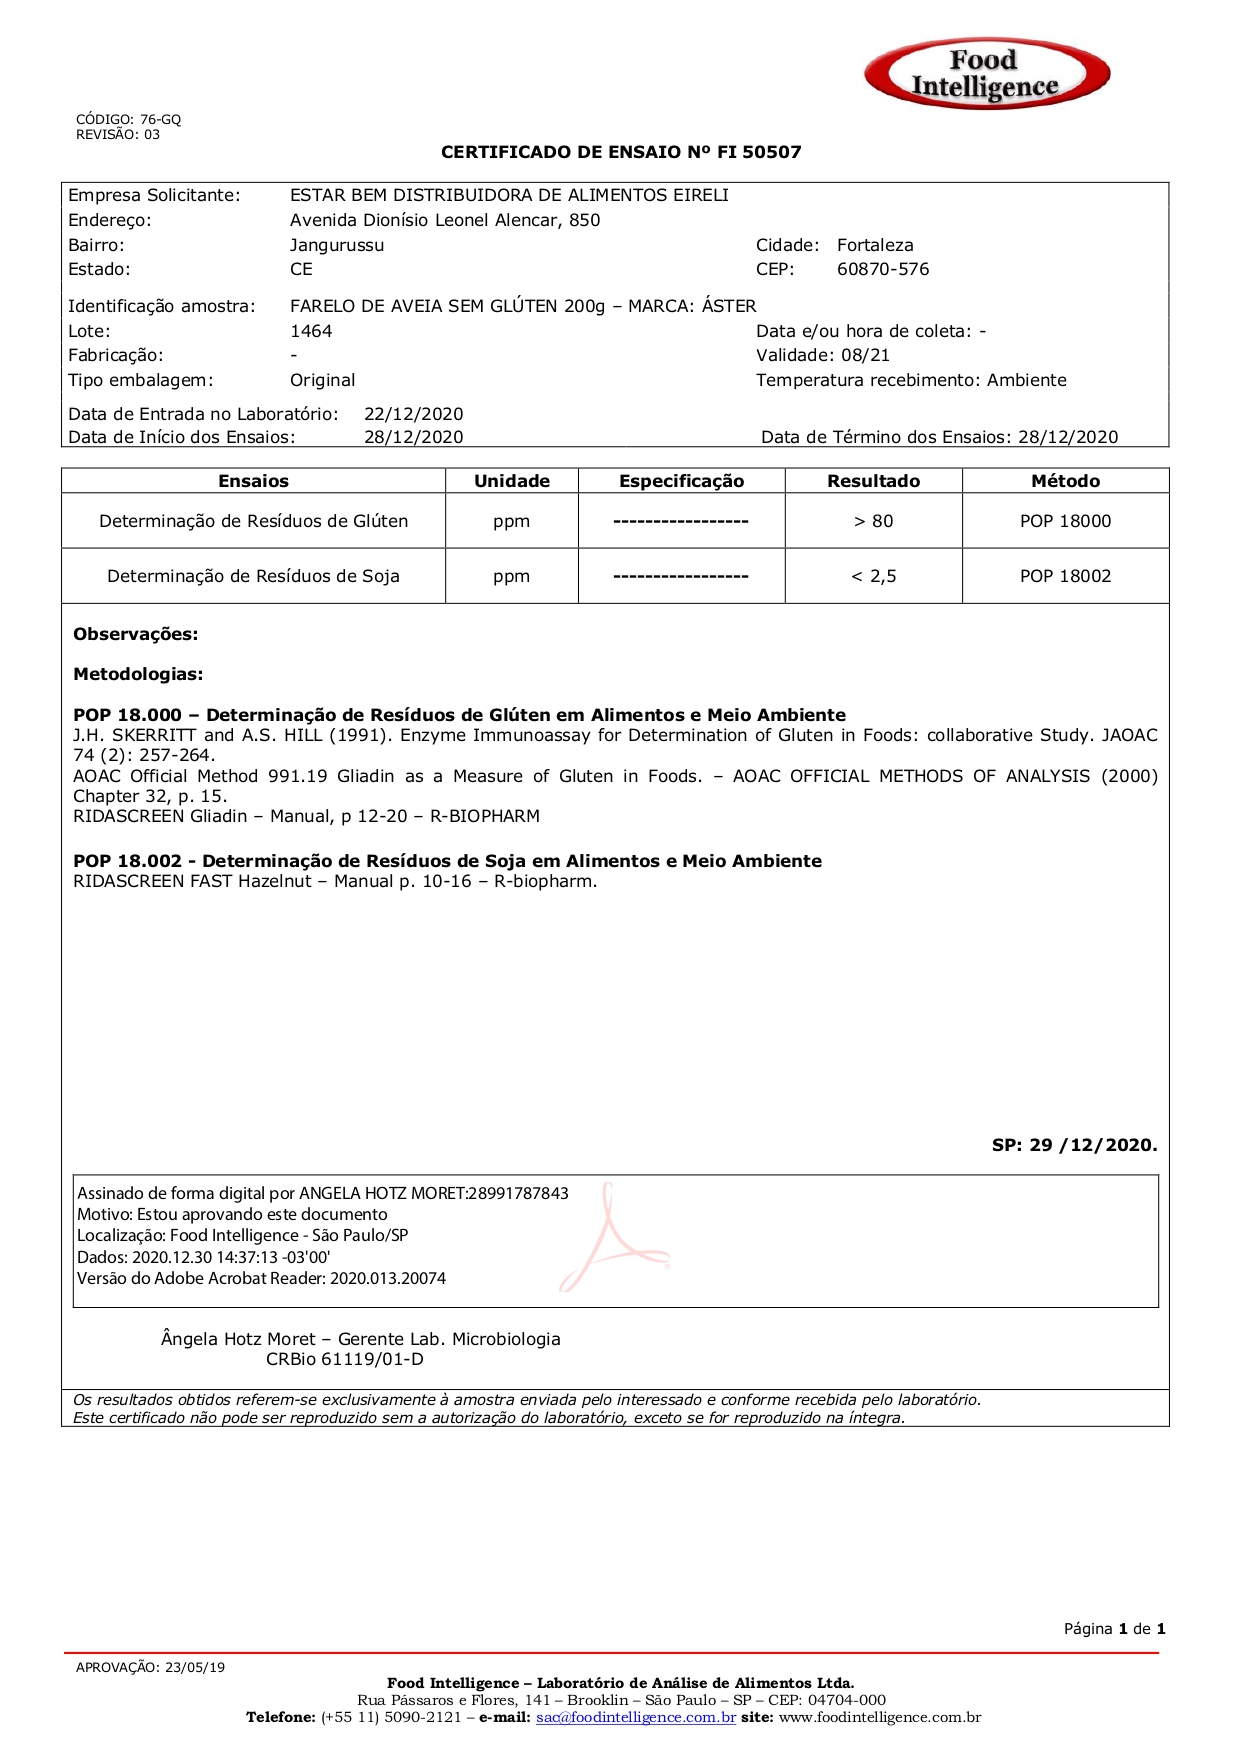 Food
Intelligence
CÓDIGO: 76-GQ
REVISÃO: 03
CERTIFICADO DE ENSAIO Nº FI 50507
Empresa Solicitante: ESTAR BEM DISTRIBUIDORA DE ALIMENTOS EIRELI
Endereço: Avenida Dionísio Leonel Alencar, 850
Bairro: Jangurussu Cidade: Fortaleza
Estado: CE CEP: 60870-576
Identificação amostra: FARELO DE AVEIA SEM GLÚTEN 200g – MARCA: ÁSTER
Lote: 1464 Data e/ou hora de coleta: -
Fabricação: - Validade: 08/21
Tipo embalagem: Original Temperatura recebimento: Ambiente
Data de Entrada no Laboratório: 22/12/2020
Data de Início dos Ensaios: 28/12/2020 Data de Término dos Ensaios: 28/12/2020
Ensaios Unidade Especificação Resultado Método
Determinação de Resíduos de Glúten ppm ----------------- > 80 POP 18000
Determinação de Resíduos de Soja ppm ----------------- < 2,5 POP 18002
Observações:
Metodologias:
POP 18.000 – Determinação de Resíduos de Glúten em Alimentos e Meio Ambiente
J.H. SKERRITT and A.S. HILL (1991). Enzyme Immunoassay for Determination of Gluten in Foods: collaborative Study. JAOAC
74 (2): 257-264.
AOAC Official Method 991.19 Gliadin as a Measure of Gluten in Foods. – AOAC OFFICIAL METHODS OF ANALYSIS (2000)
Chapter 32, p. 15.
RIDASCREEN Gliadin – Manual, p 12-20 – R-BIOPHARM
POP 18.002 - Determinação de Resíduos de Soja em Alimentos e Meio Ambiente
RIDASCREEN FAST Hazelnut – Manual p. 10-16 – R-biopharm.
SP: 29 /12/2020.
Assinado de forma digital por ANGELA HOTZ MORET:28991787843
Motivo: Estou aprovando este documento
Localização: Food Intelligence - São Paulo/SP
Dados: 2020.12.30 14:37:13 -03'00'
Versão do Adobe Acrobat Reader: 2020.013.20074
Ângela Hotz Moret – Gerente Lab. Microbiologia
CRBio 61119/01-D
Os resultados obtidos referem-se exclusivamente à amostra enviada pelo interessado e conforme recebida pelo laboratório.
Este certificado não pode ser reproduzido sem a autorização do laboratório, exceto se for reproduzido na íntegra.
Página 1 de 1
APROVAÇÃO: 23/05/19
Food Intelligence – Laboratório de Análise de Alimentos Ltda.
Rua Pássaros e Flores, 141 – Brooklin – São Paulo – SP – CEP: 04704-000
Telefone: (+55 11) 5090-2121 – e-mail: sac@foodintelligence.com.br site: www.foodintelligence.com.br